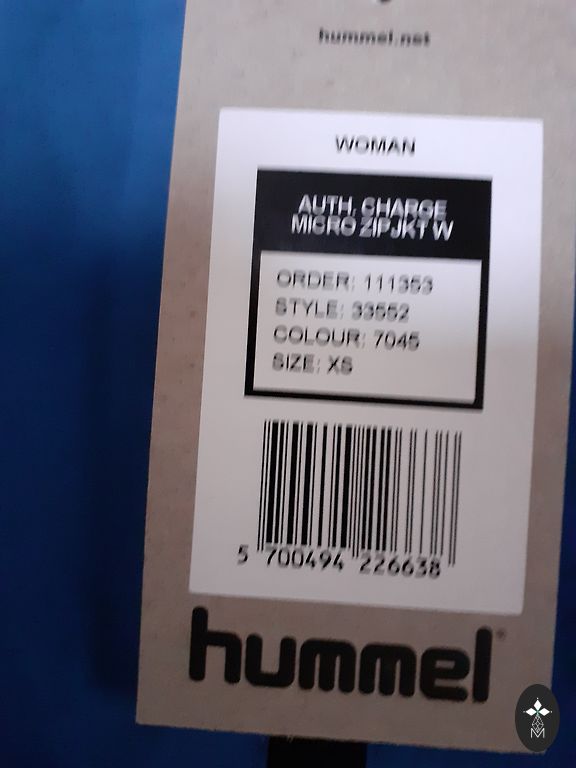 hummel.net
WOMAN
AUTH. CHARGE
MICRO ZIPJKT W
ORDER: 111353
STYLE: 33552
COLOUR: 7045
SIZE: XS
5 700494 226638
hummel®
M